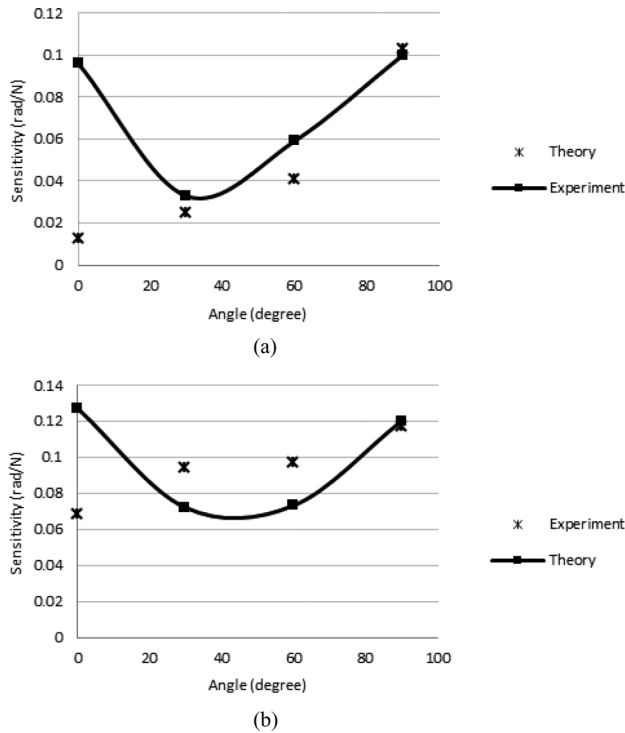 0.12
0.1
0.08
0.06
0.04
0.02
0
Sensitivity (rad/N)
0 20 40 60 80 100
Angle (degree)
Theory
Experiment
(a)
0.14
0.12
0.1
0.08
0.06
0.04
0.02
0
Sensitivity (rad/N)
0 20 40 60 80 100
Angle (degree)
Experiment
Theory
(b)